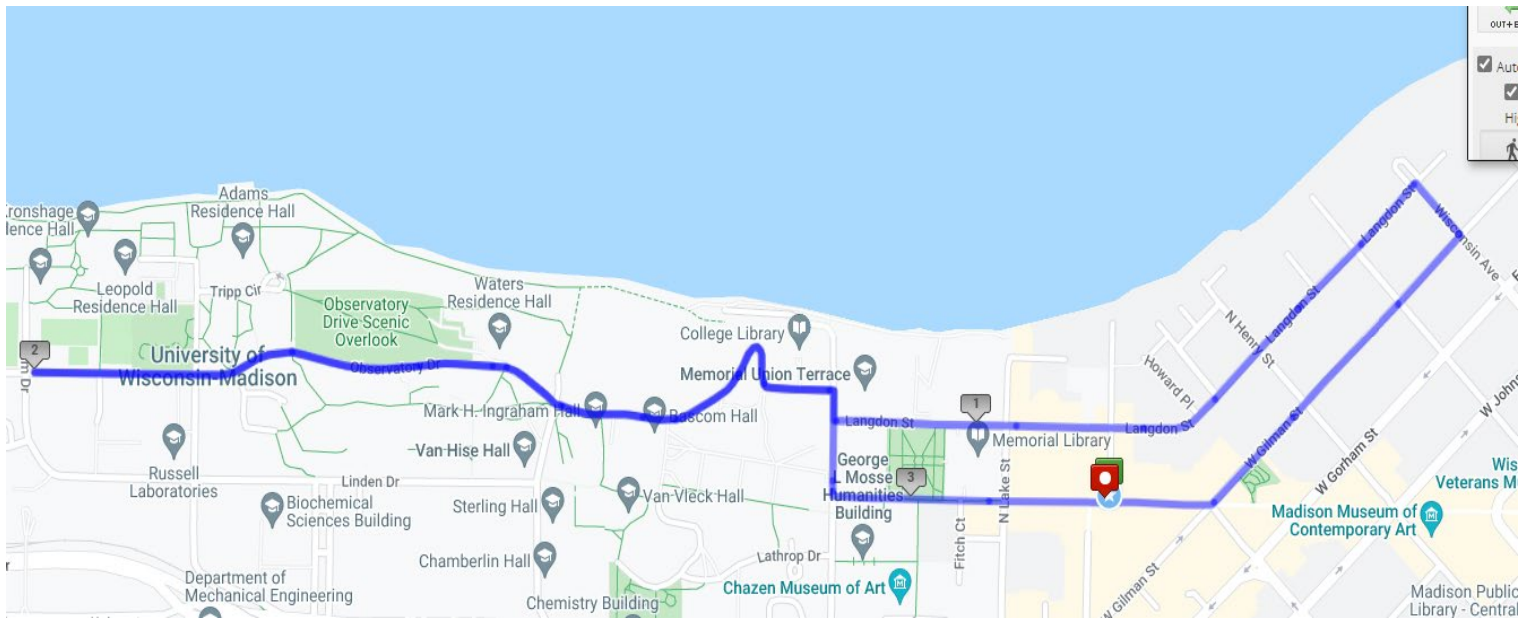 OUT+B
Auto
Hig
Adams
Residence Hall
Kronshage
dence Hall
Leopold
Residence Hall
Tripp Cir
Waters
Residence Hall
Observatory
Drive Scenic
Overlook
College Library
Langdon St
Wisconsin Ave
2
University of
Wisconsin-Madison
Observatory Dr
Memorial Union Terrace
Langdon St
N Henry St
Howard Pl
m Dr
Mark H. Ingraham Hall
Bascom Hall
Langdon St
1
Langdon St
W Johns
Van Hise Hall
Memorial Library
W Gilman St
W Gorham St
Russell
Laboratories
Linden Dr
George
L Mosse
Humanities
Building
3
N Lake St
Wis
Veterans Mu
Biochemical
Sciences Building
Sterling Hall
Van Vleck Hall
Madison Museum of
Contemporary Art
Fitch Ct
Chamberlin Hall
Lathrop Dr
Department of
Mechanical Engineering
Chemistry Building
Chazen Museum of Art
W Gilman St
Madison Public
Library - Central